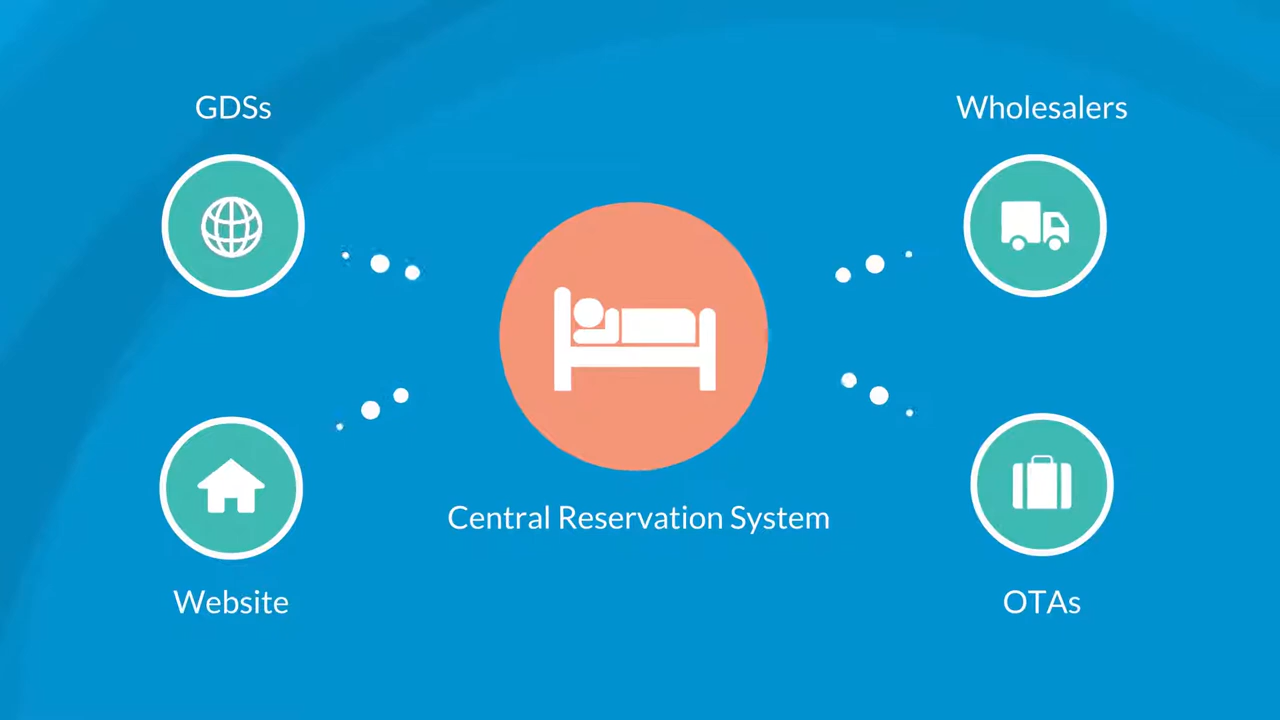 GDSs
Wholesalers
Central Reservation System
Website
OTAs